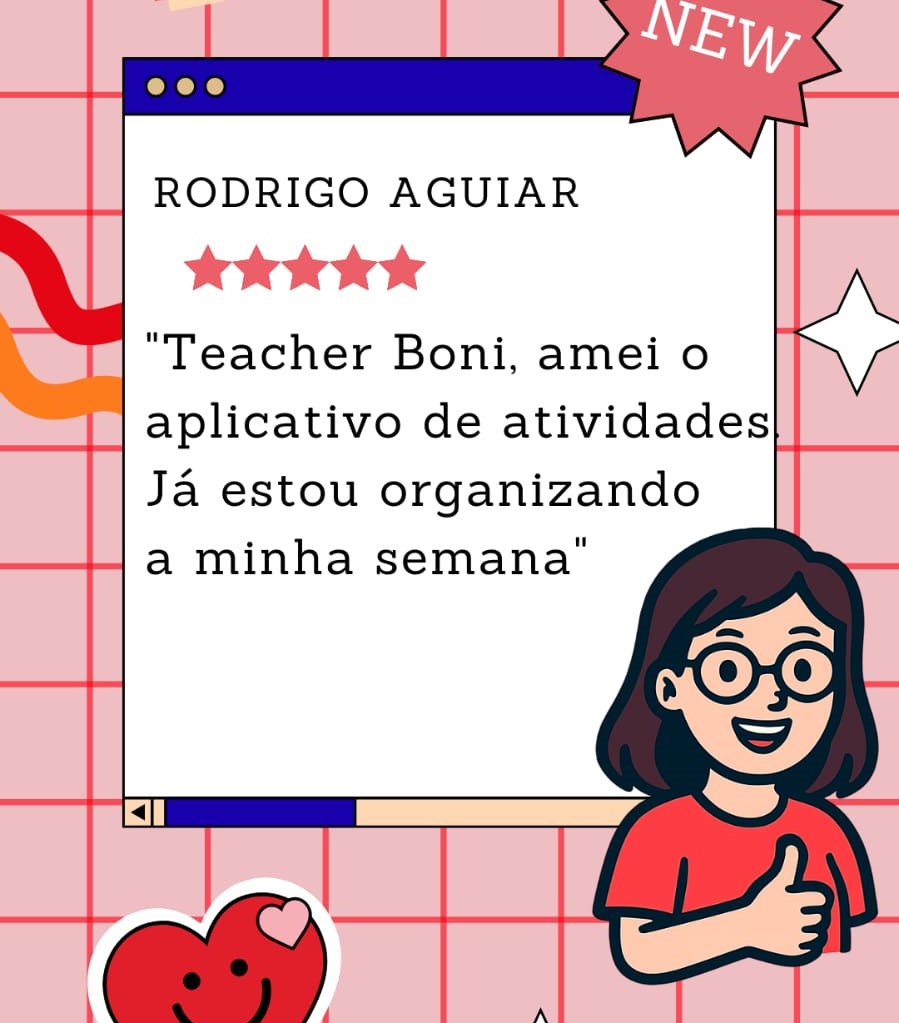 NEW
RODRIGO AGUIAR
"Teacher Boni, amei o
aplicativo de atividades.
Já estou organizando
a minha semana"